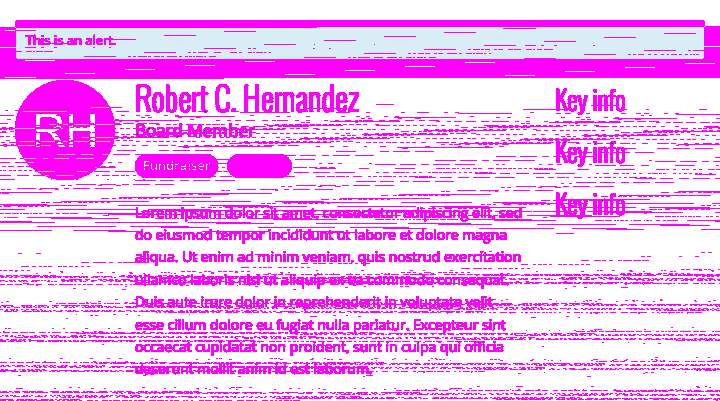 This is an alert.
RH
Robert C. Hernandez
Board Member
Fundraiser
Lorem ipsum dolor sit amet, consectetur adipiscing elit, sed
do eiusmod tempor incididunt ut labore et dolore magna
aliqua. Ut enim ad minim veniam, quis nostrud exercitation
ullamco laboris nisi ut aliquip ex ea commodo consequat.
Duis aute irure dolor in reprehenderit in voluptate velit
esse cillum dolore eu fugiat nulla pariatur. Excepteur sint
occaecat cupidatat non proident, sunt in culpa qui officia
deserunt mollit anim id est laborum.
Key info
Key info
Key info